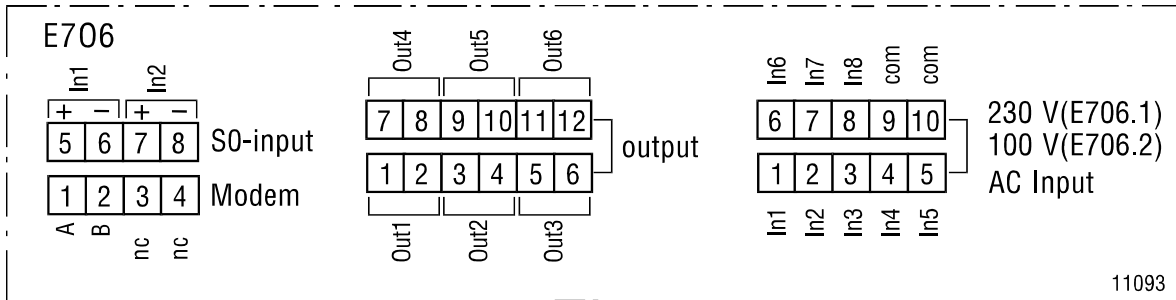 E706
In1 In2
+ − + −
5 6 7 8 S0-input
1 2 3 4 Modem
A B nc nc
Out4 Out5 Out6
7 8 9 10 11 12
output
1 2 3 4 5 6
Out1 Out2 Out3
In6 In7 In8 com com
6 7 8 9 10
1 2 3 4 5
In1 In2 In3 In4 In5
230 V(E706.1)
100 V(E706.2)
AC Input
11093